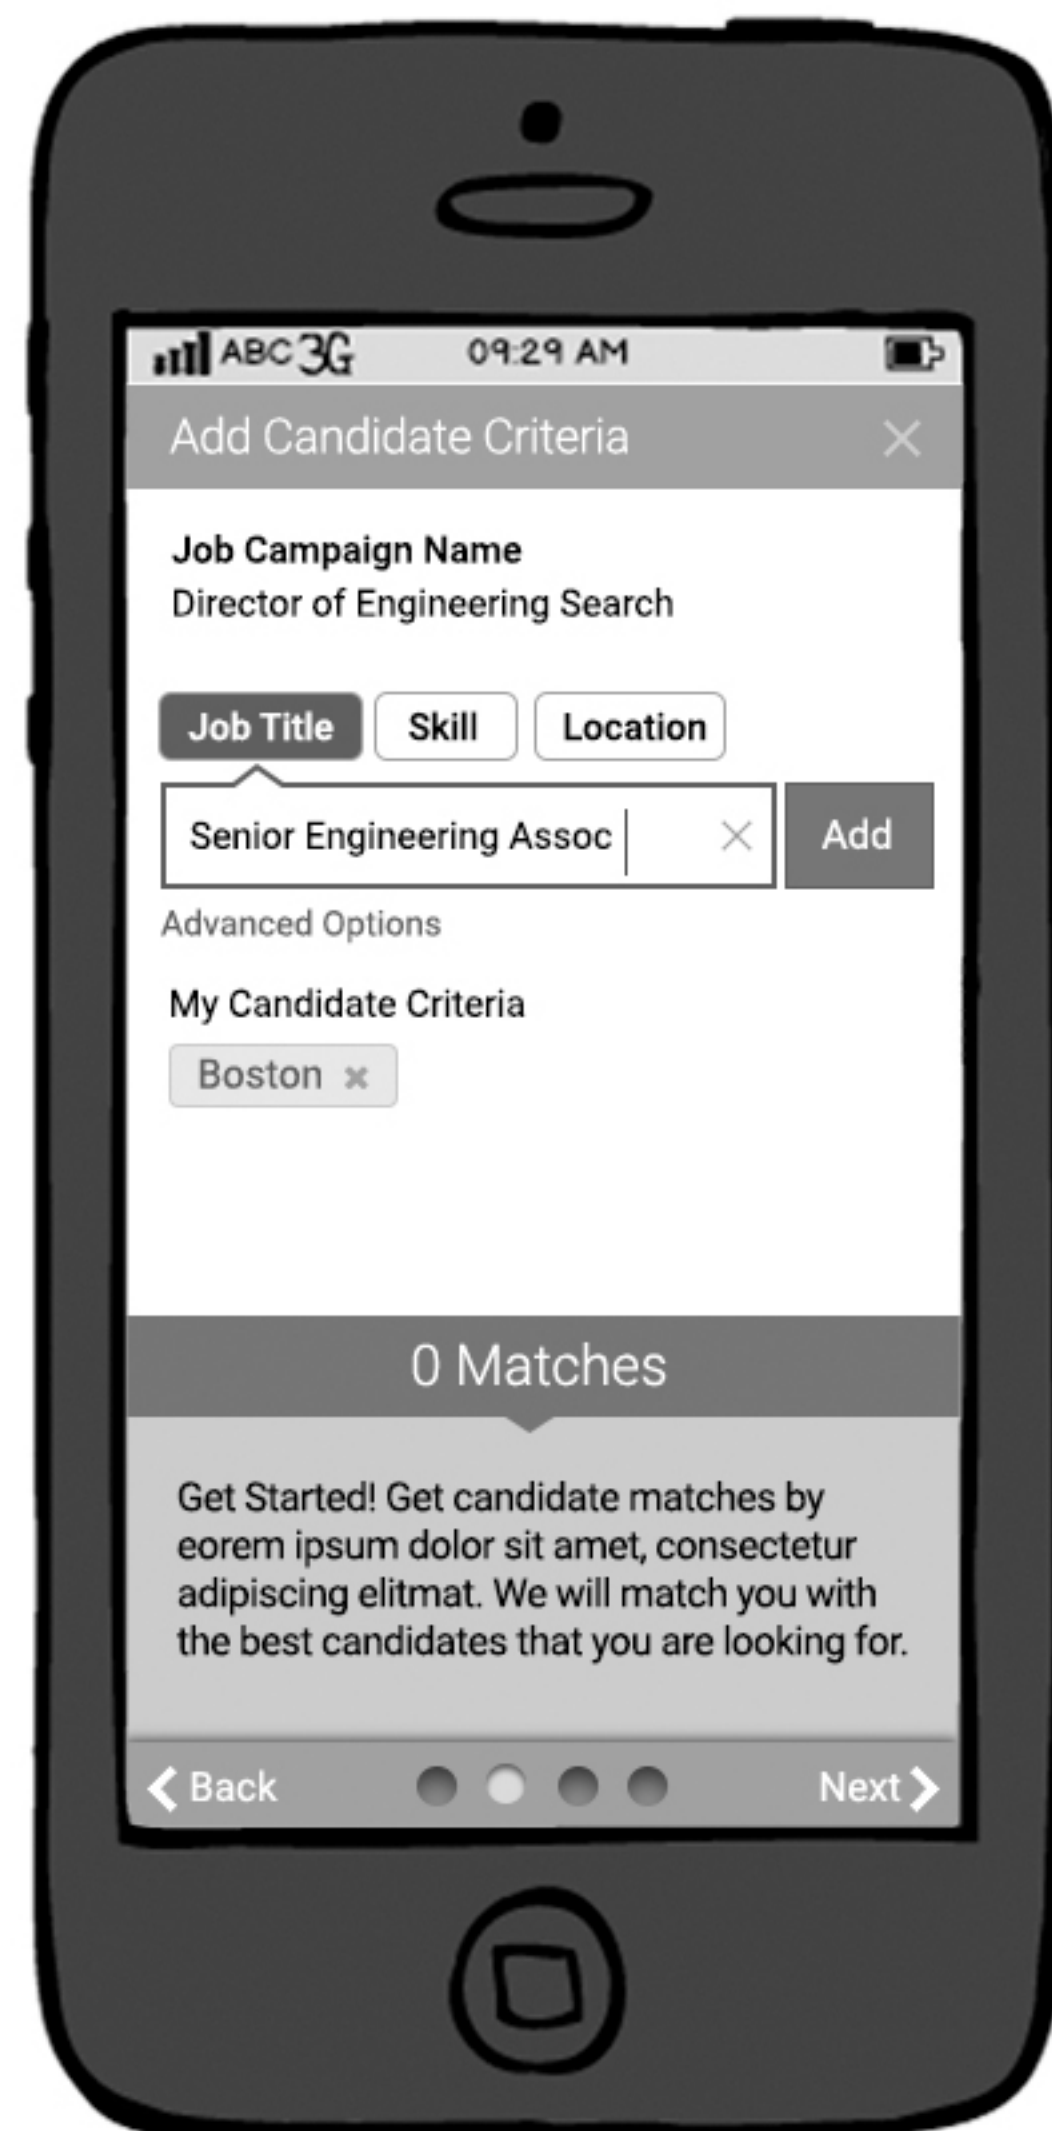 ABC 3G 09:29 AM
Add Candidate Criteria
Job Campaign Name
Director of Engineering Search
Job Title Skill Location
Senior Engineering Assoc Add
Advanced Options
My Candidate Criteria
Boston
0 Matches
Get Started! Get candidate matches by
eorem ipsum dolor sit amet, consectetur
adipiscing elitmat. We will match you with
the best candidates that you are looking for.
Back Next